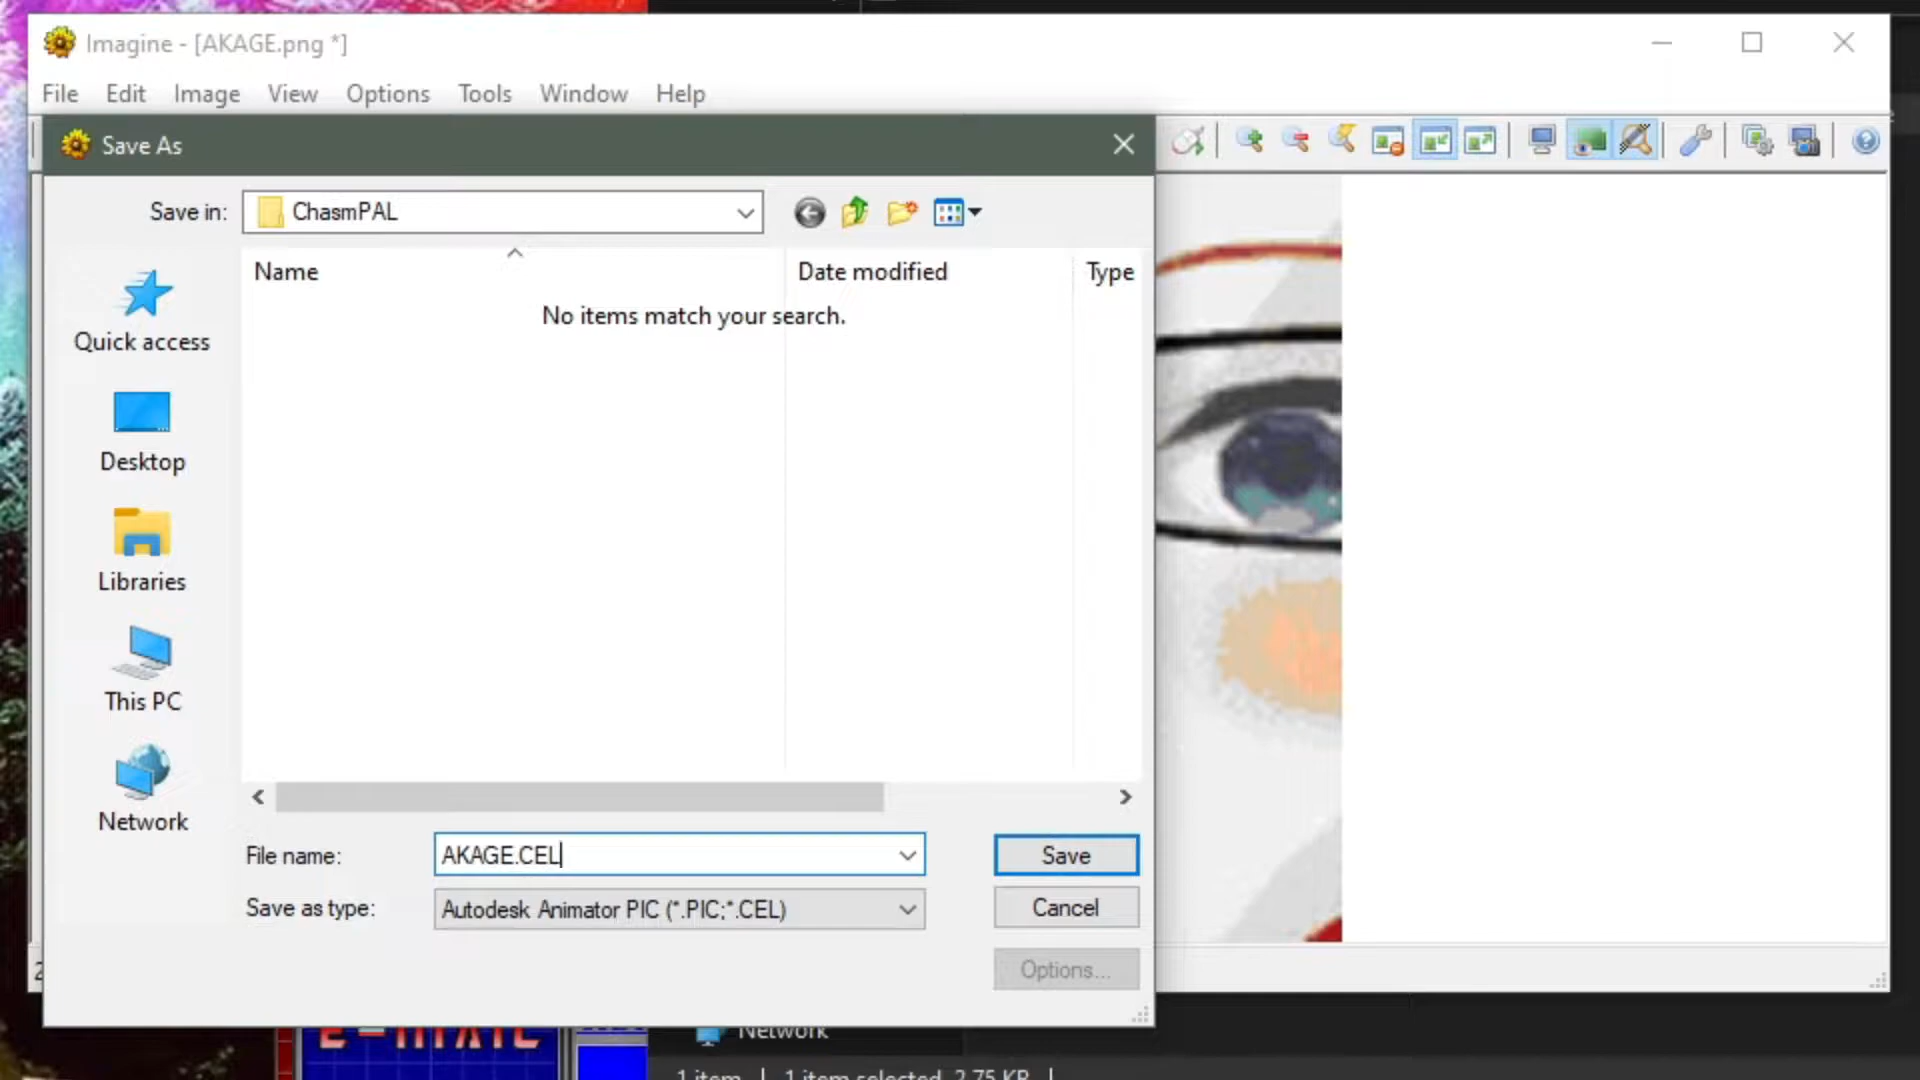 Imagine - [AKAGE.png *]
File Edit Image View Options Tools Window Help
Save As
Save in: ChasmPAL
Name Date modified Type
No items match your search.
Quick access
Desktop
Libraries
This PC
Network
File name: AKAGE.CEL Save
Save as type: Autodesk Animator PIC (*.PIC;*.CEL) Cancel
Options...
E-MAIL
Network
1 item 1 item selected 2.75 KB